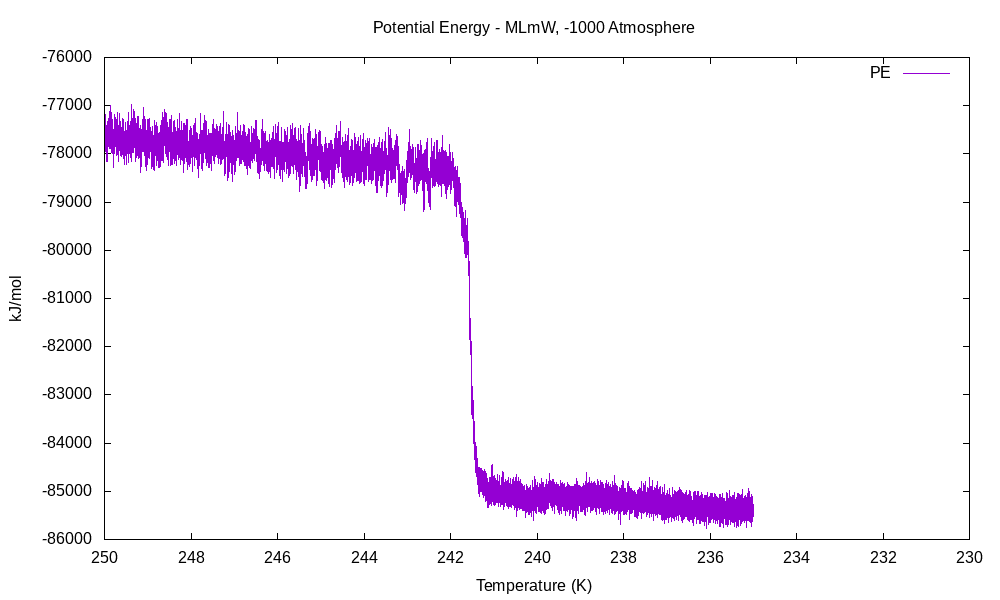 Potential Energy - MLmW, -1000 Atmosphere
PE
-76000
-77000
-78000
-79000
-80000
-81000
-82000
-83000
-84000
-85000
-86000
kJ/mol
250 248 246 244 242 240 238 236 234 232 230
Temperature (K)